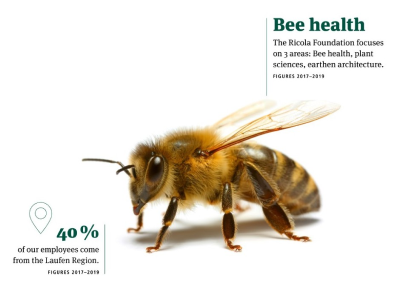 Bee health
The Ricola Foundation focuses
on 3 areas: Bee health, plant
sciences, earthen architecture.
FIGURES 2017–2019
40 %
of our employees come
from the Laufen Region.
FIGURES 2017–2019